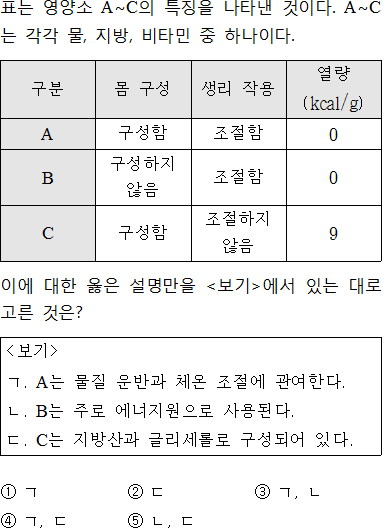 표는 영양소 A~C의 특징을 나타낸 것이다. A~C
는 각각 물, 지방, 비타민 중 하나이다.
구분 몸 구성 생리 작용 열량
(kcal/g)
A 구성함 조절함 0
B 구성하지
않음 조절함 0
C 구성함 조절하지
않음 9
이에 대한 옳은 설명만을 <보기>에서 있는 대로
고른 것은?
<보기>
ㄱ. A는 물질 운반과 체온 조절에 관여한다.
ㄴ. B는 주로 에너지원으로 사용된다.
ㄷ. C는 지방산과 글리세롤로 구성되어 있다.
① ㄱ ② ㄷ ③ ㄱ, ㄴ
④ ㄱ, ㄷ ⑤ ㄴ, ㄷ